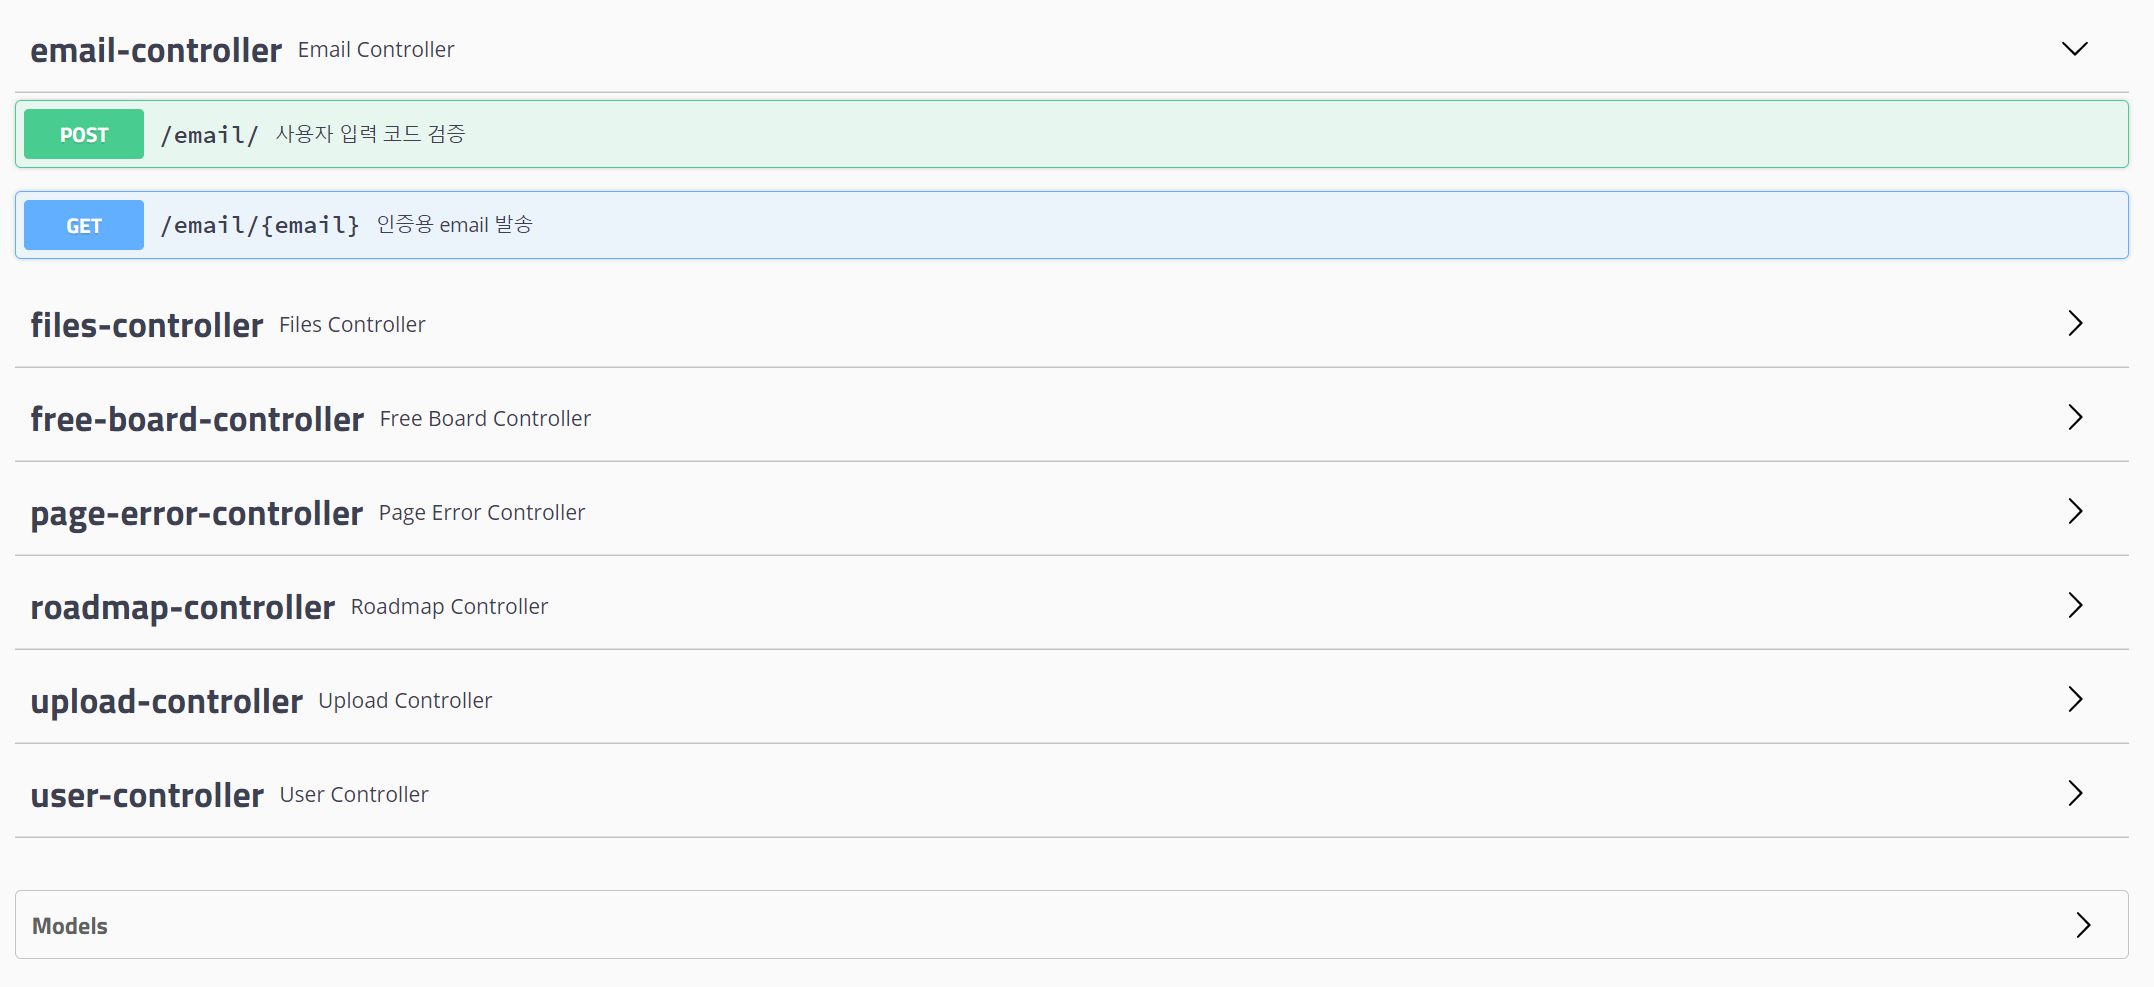 email-controller Email Controller
POST /email/ 사용자 입력 코드 검증
GET /email/{email} 인증용 email 발송
files-controller Files Controller
free-board-controller Free Board Controller
page-error-controller Page Error Controller
roadmap-controller Roadmap Controller
upload-controller Upload Controller
user-controller User Controller
Models